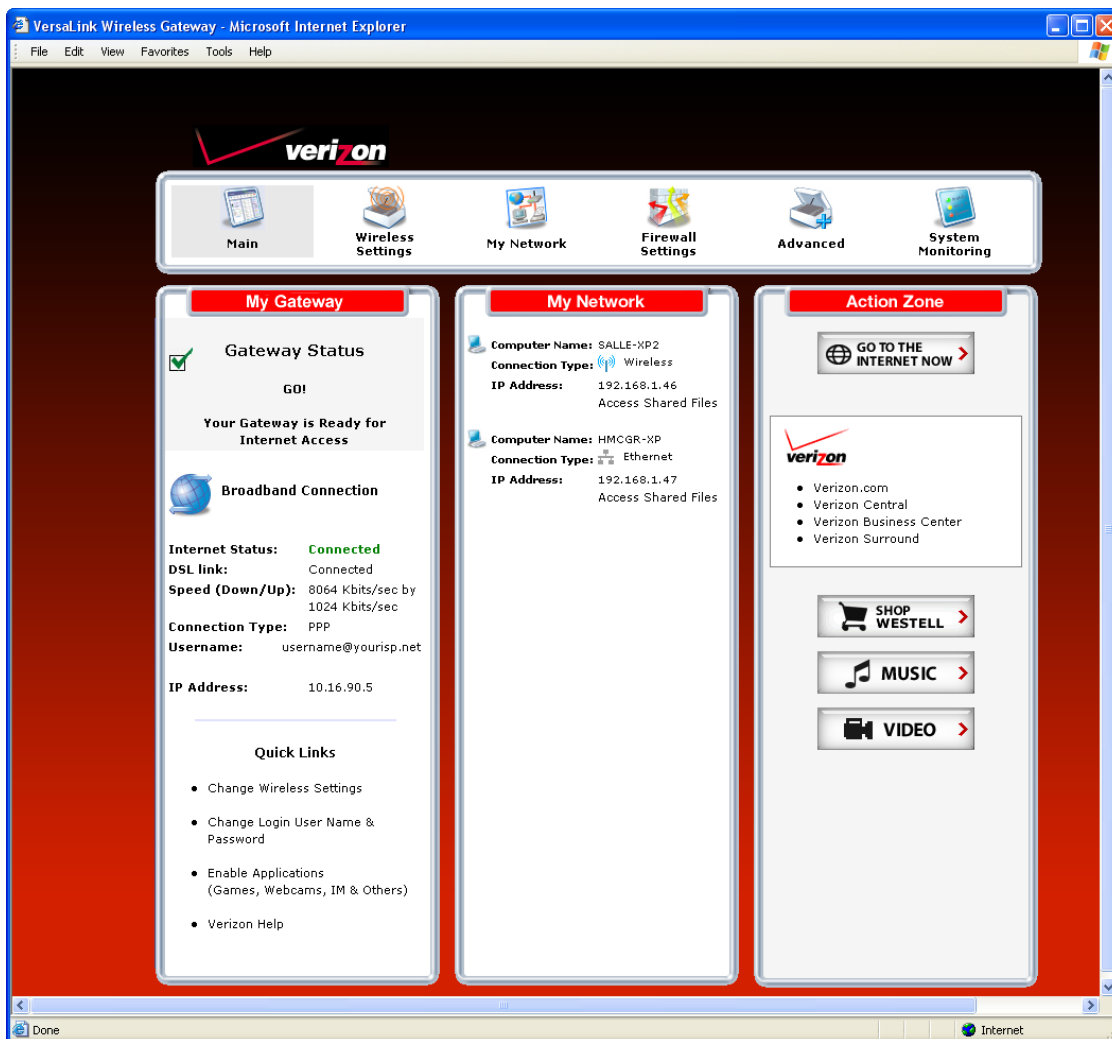 VersaLink Wireless Gateway - Microsoft Internet Explorer
File Edit View Favorites Tools Help
verizon
Main
Wireless
Settings
My Network
Firewall
Settings
Advanced
System
Monitoring
My Gateway
Gateway Status
GO!
Your Gateway is Ready for
Internet Access
Broadband Connection
Internet Status: Connected
DSL link: Connected
Speed (Down/Up): 8064 Kbits/sec by
1024 Kbits/sec
Connection Type: PPP
Username: username@yourisp.net
IP Address: 10.16.90.5
Quick Links
• Change Wireless Settings
• Change Login User Name &
Password
• Enable Applications
(Games, Webcams, IM & Others)
• Verizon Help
My Network
Computer Name: SALLE-XP2
Connection Type: Wireless
IP Address: 192.168.1.46
Access Shared Files
Computer Name: HMCGR-XP
Connection Type: Ethernet
IP Address: 192.168.1.47
Access Shared Files
Action Zone
GO TO THE
INTERNET NOW
verizon
• Verizon.com
• Verizon Central
• Verizon Business Center
• Verizon Surround
SHOP
WESTELL
MUSIC
VIDEO
Done
Internet